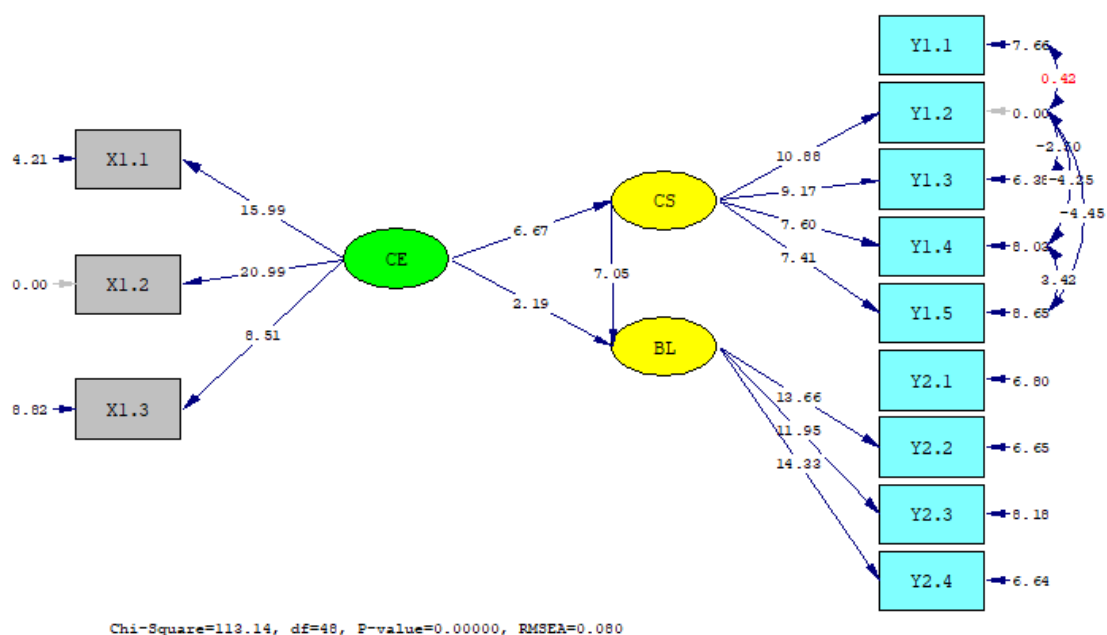 Y1.1
7.66
0.42
Y1.2
0.00
X1.1
4.21
10.88
Y1.3
-4.25
9.17
CS
15.99
7.60
-4.45
6.67
Y1.4
8.03
7.41
CE
20.99
7.05
X1.2
0.00
3.42
2.19
Y1.5
8.65
8.51
BL
Y2.1
6.80
13.66
X1.3
8.82
11.95
Y2.2
6.65
14.33
Y2.3
8.18
Y2.4
6.64
Chi-Square=113.14, df=48, P-value=0.00000, RMSEA=0.080